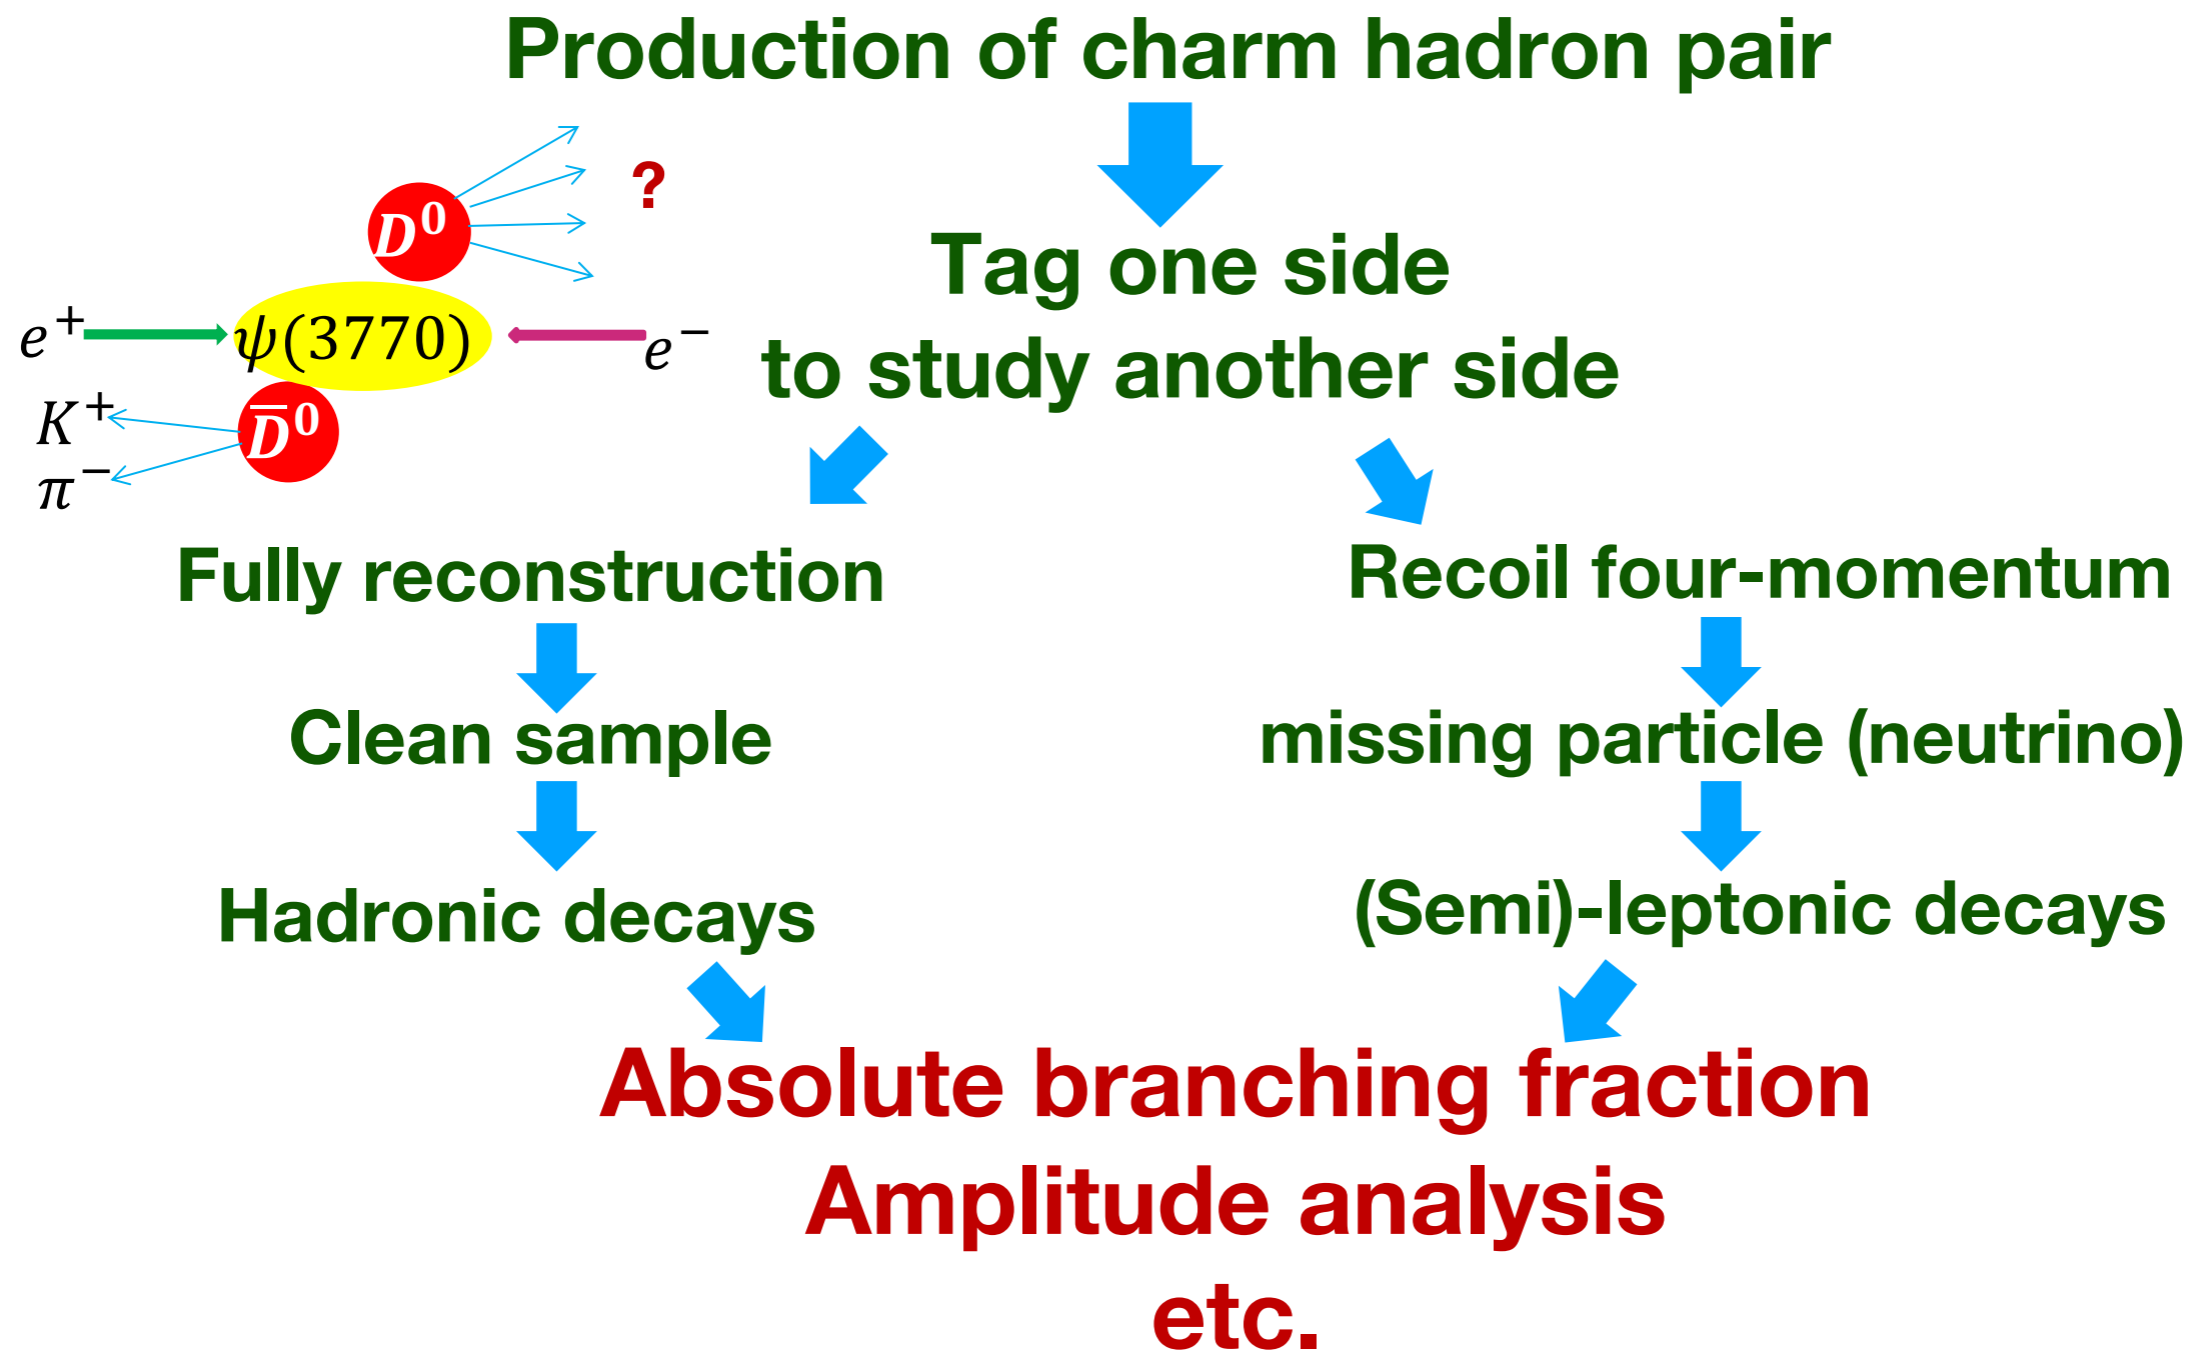 Production of charm hadron pair
?
D⁰
Tag one side
e⁺ ψ(3770) e⁻
to study another side
K⁺ D̅⁰
π⁻
Fully reconstruction
Recoil four-momentum
Clean sample
missing particle (neutrino)
Hadronic decays
(Semi)-leptonic decays
Absolute branching fraction
Amplitude analysis
etc.